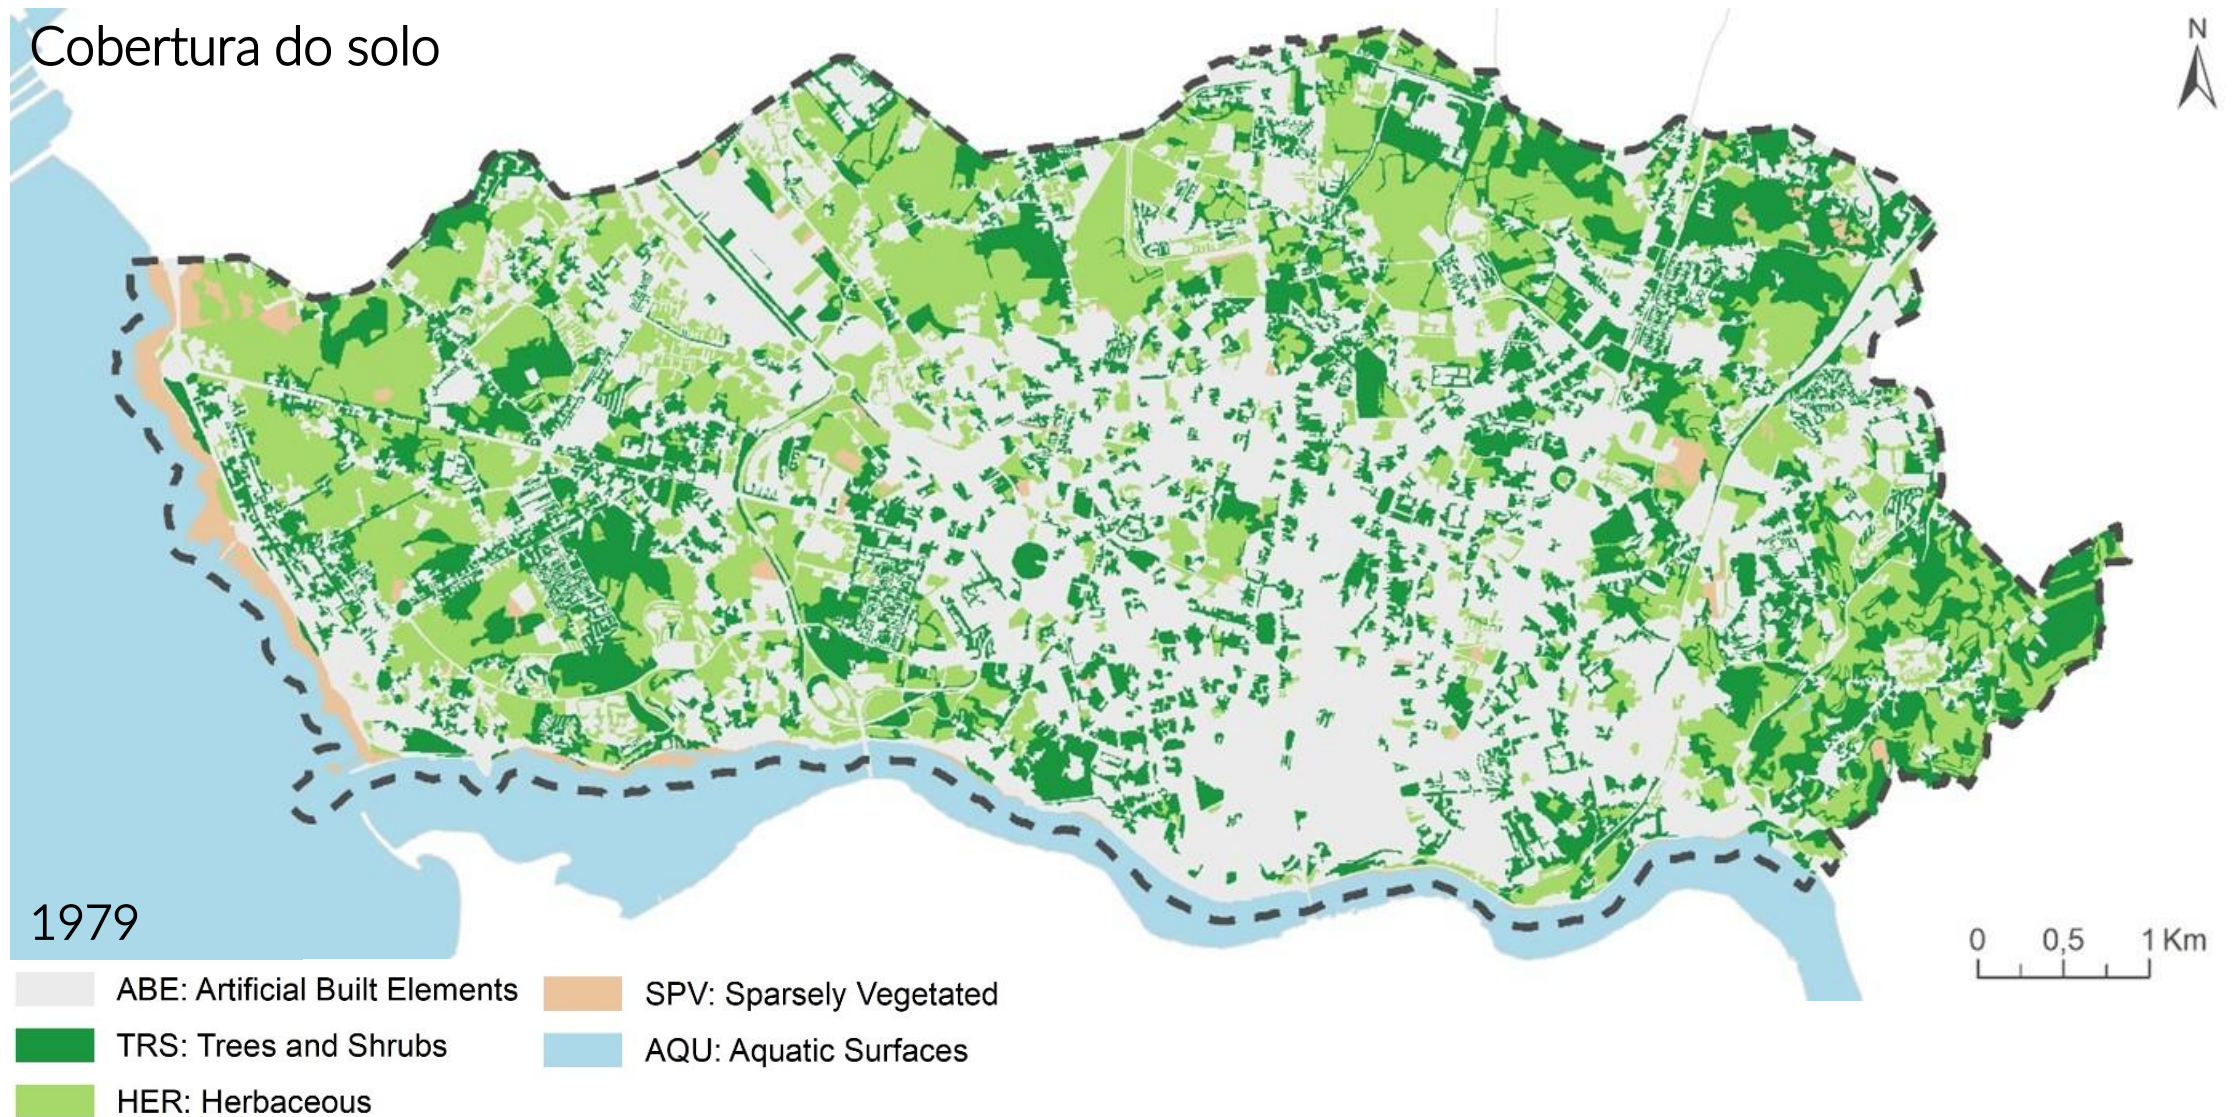 Cobertura do solo
N
1979
0 0,5 1 Km
ABE: Artificial Built Elements
TRS: Trees and Shrubs
HER: Herbaceous
SPV: Sparsely Vegetated
AQU: Aquatic Surfaces